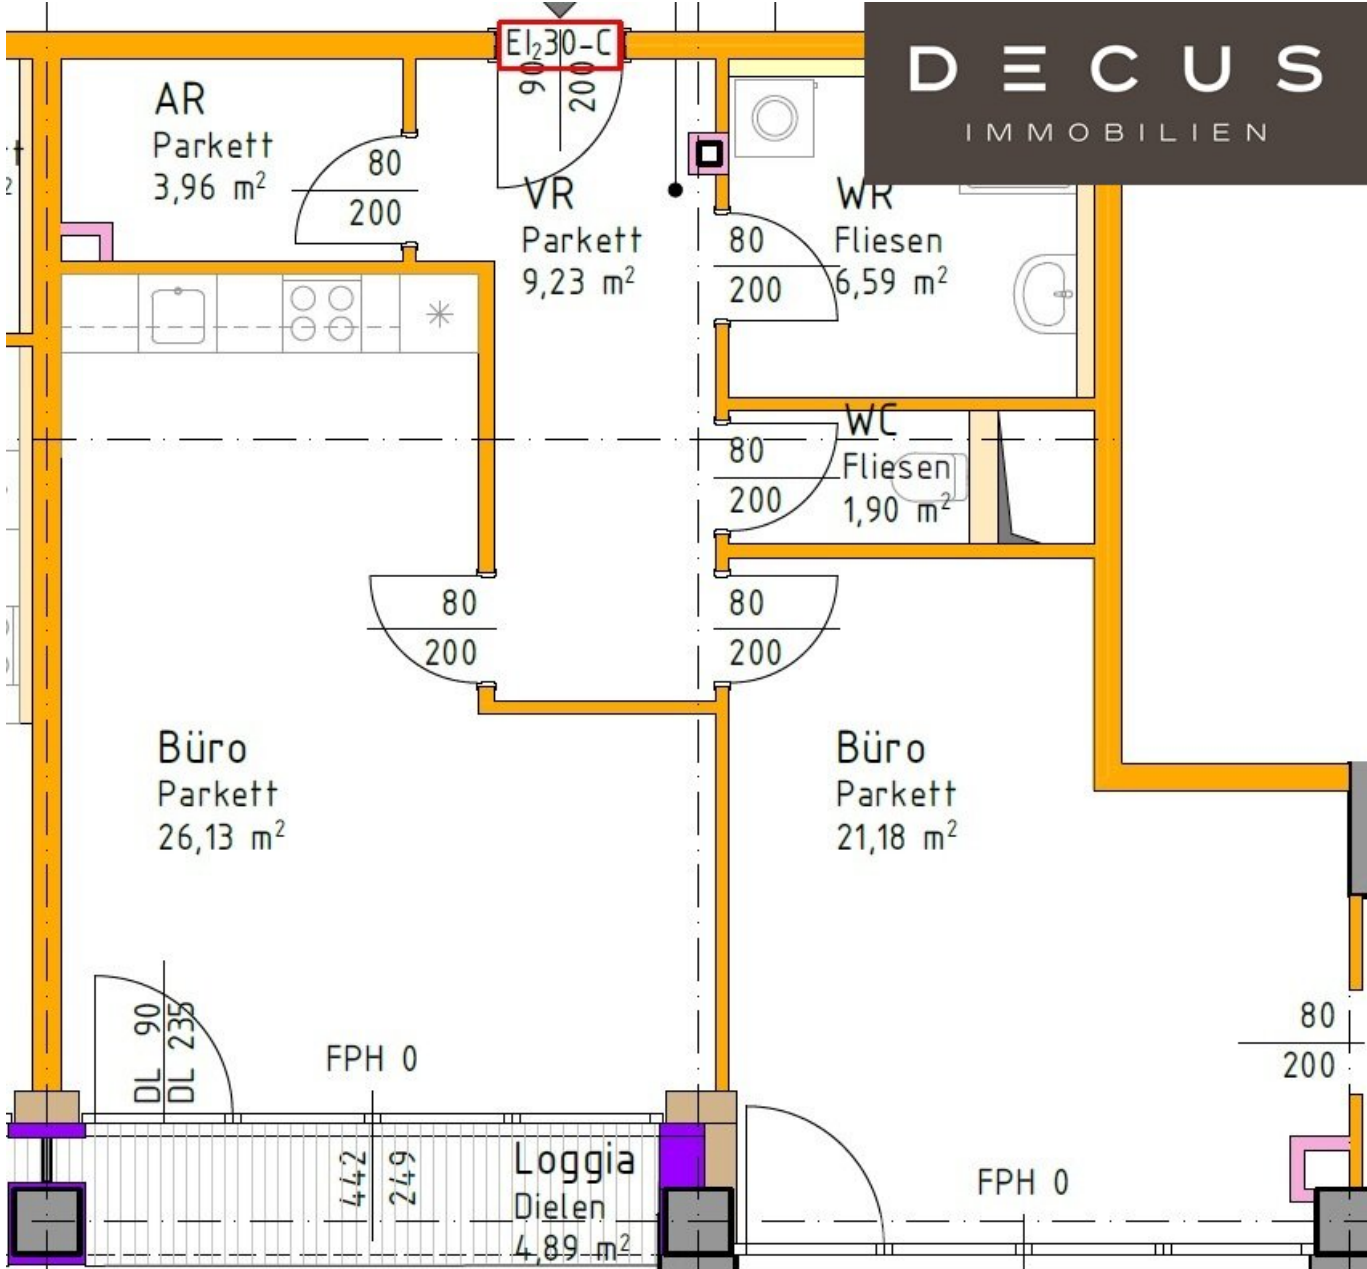 EI₂30-C
90
200
DECUS
IMMOBILIEN
AR
Parkett
3,96 m²
80
200
VR
Parkett
9,23 m²
WR
Fliesen
6,59 m²
80
200
WC
Fliesen
1,90 m²
80
200
80
200
80
200
Büro
Parkett
26,13 m²
Büro
Parkett
21,18 m²
DL 90
DL 235
FPH 0
80
200
442
249
Loggia
Dielen
4,89 m²
FPH 0